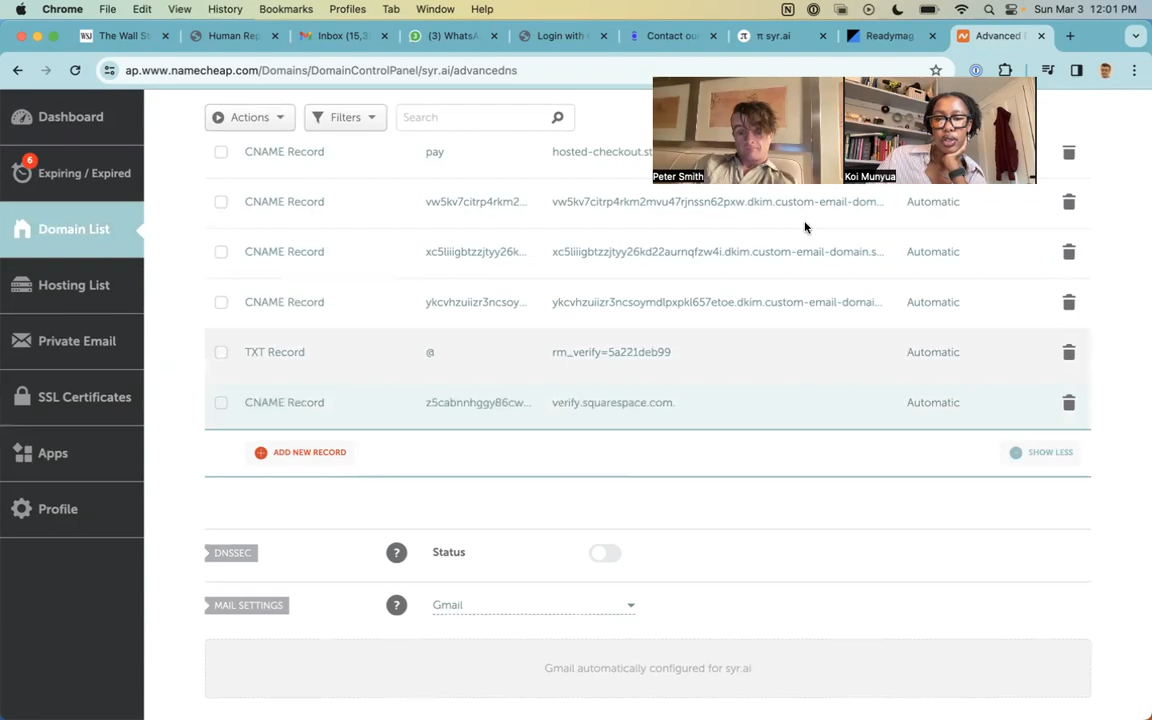 Chrome File Edit View History Bookmarks Profiles Tab Window Help Sun Mar 3 12:01 PM
WSJ The Wall St Human Rep Inbox (15,3 (3) WhatsA Login with Contact ou π syr.ai Readymag Advanced
ap.www.namecheap.com/Domains/DomainControlPanel/syr.ai/advancedns
Dashboard
6
Expiring / Expired
Domain List
Hosting List
Private Email
SSL Certificates
Apps
Profile
Actions Filters Search
Peter Smith Koi Munyua
CNAME Record pay hosted-checkout.st
CNAME Record vw5kv7citrp4rkm2... vw5kv7citrp4rkm2mvu47rjnssn62pxw.dkim.custom-email-dom... Automatic
CNAME Record xc5liiigbtzzjtyy26k... xc5liiigbtzzjtyy26kd22aurnqfzw4i.dkim.custom-email-domain.s... Automatic
CNAME Record ykcvhzuiizr3ncsoy... ykcvhzuiizr3ncsoymdlpxpkl657etoe.dkim.custom-email-domai... Automatic
TXT Record @ rm_verify=5a221deb99 Automatic
CNAME Record z5cabnnhggy86cw... verify.squarespace.com. Automatic
ADD NEW RECORD SHOW LESS
DNSSEC ? Status
MAIL SETTINGS ? Gmail
Gmail automatically configured for syr.ai